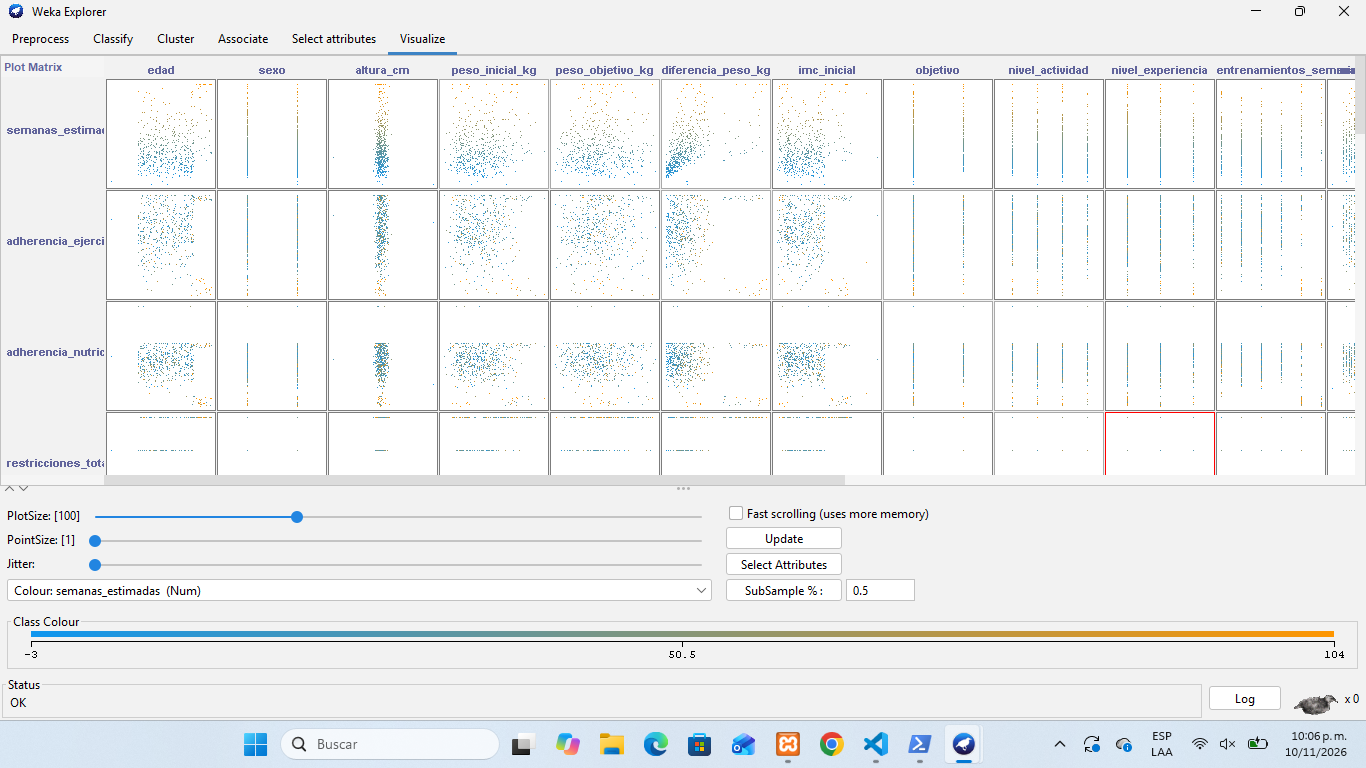 Weka Explorer
Preprocess Classify Cluster Associate Select attributes Visualize
Plot Matrix edad sexo altura_cm peso_inicial_kg peso_objetivo_kg diferencia_peso_kg imc_inicial objetivo nivel_actividad nivel_experiencia entrenamientos_sem
semanas_estimad
adherencia_ejerci
adherencia_nutric
restricciones_tota
PlotSize: [100]
Fast scrolling (uses more memory)
PointSize: [1]
Update
Jitter:
Select Attributes
Colour: semanas_estimadas (Num)
SubSample % :
0.5
Class Colour
-3 50.5 104
Status
OK
Log
x 0
Buscar
ESP
LAA
10:06 p. m.
10/11/2026